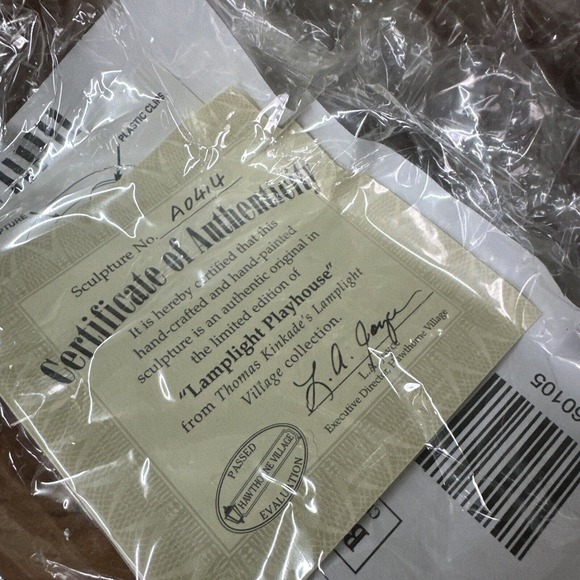 PLASTIC CLIPS
Sculpture No. A0414
Certificate of Authenticity
It is hereby certified that this
hand-crafted and hand-painted
sculpture is an authentic original in
the limited edition of
"Lamplight Playhouse"
from Thomas Kinkade's Lamplight
Village collection.
L. A.
Executive Director, Hawthorne Village
PASSED
HAWTHORNE VILLAGE
EVALUATION
60105